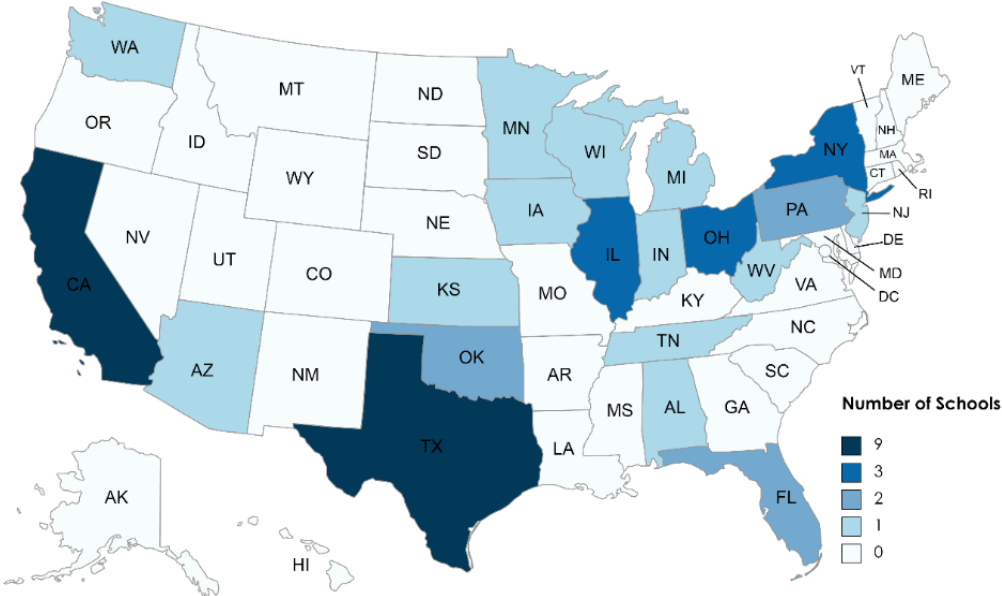 WA
MT
ND
MN
VT
ME
OR
ID
SD
WI
NH
NY
MA
WY
MI
CT
RI
IA
PA
NJ
NE
NV
OH
DE
UT
IL
IN
CO
WV
MD
CA
KS
MO
VA
DC
KY
NC
TN
OK
AZ
NM
AR
SC
MS
AL
GA
Number of Schools
TX
LA
9
3
AK
FL
2
1
HI
0